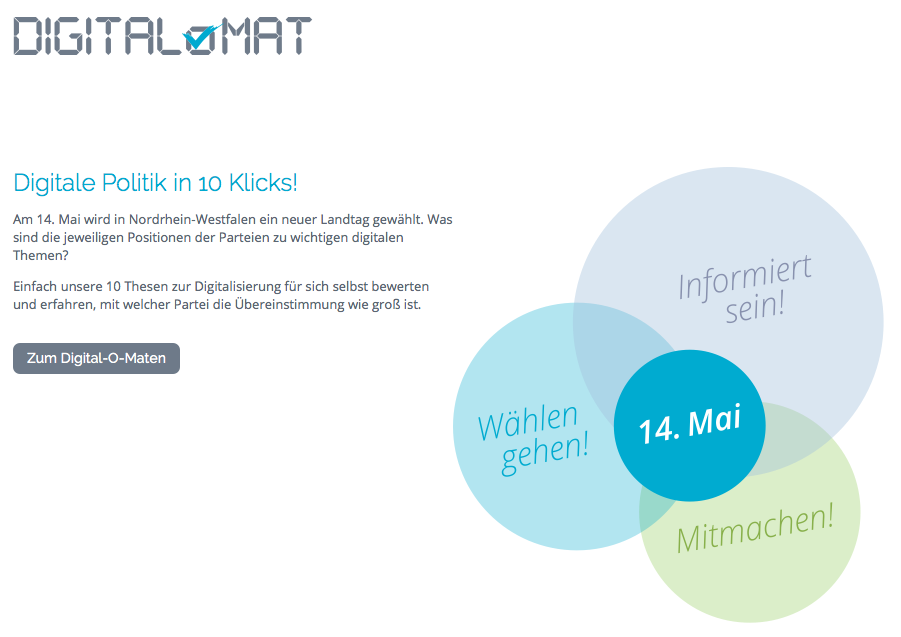 DIGITALOMAT
Digitale Politik in 10 Klicks!
Am 14. Mai wird in Nordrhein-Westfalen ein neuer Landtag gewählt. Was
sind die jeweiligen Positionen der Parteien zu wichtigen digitalen
Themen?
Einfach unsere 10 Thesen zur Digitalisierung für sich selbst bewerten
und erfahren, mit welcher Partei die Übereinstimmung wie groß ist.
Zum Digital-O-Maten
Informiert
sein!
Wählen
gehen!
14. Mai
Mitmachen!